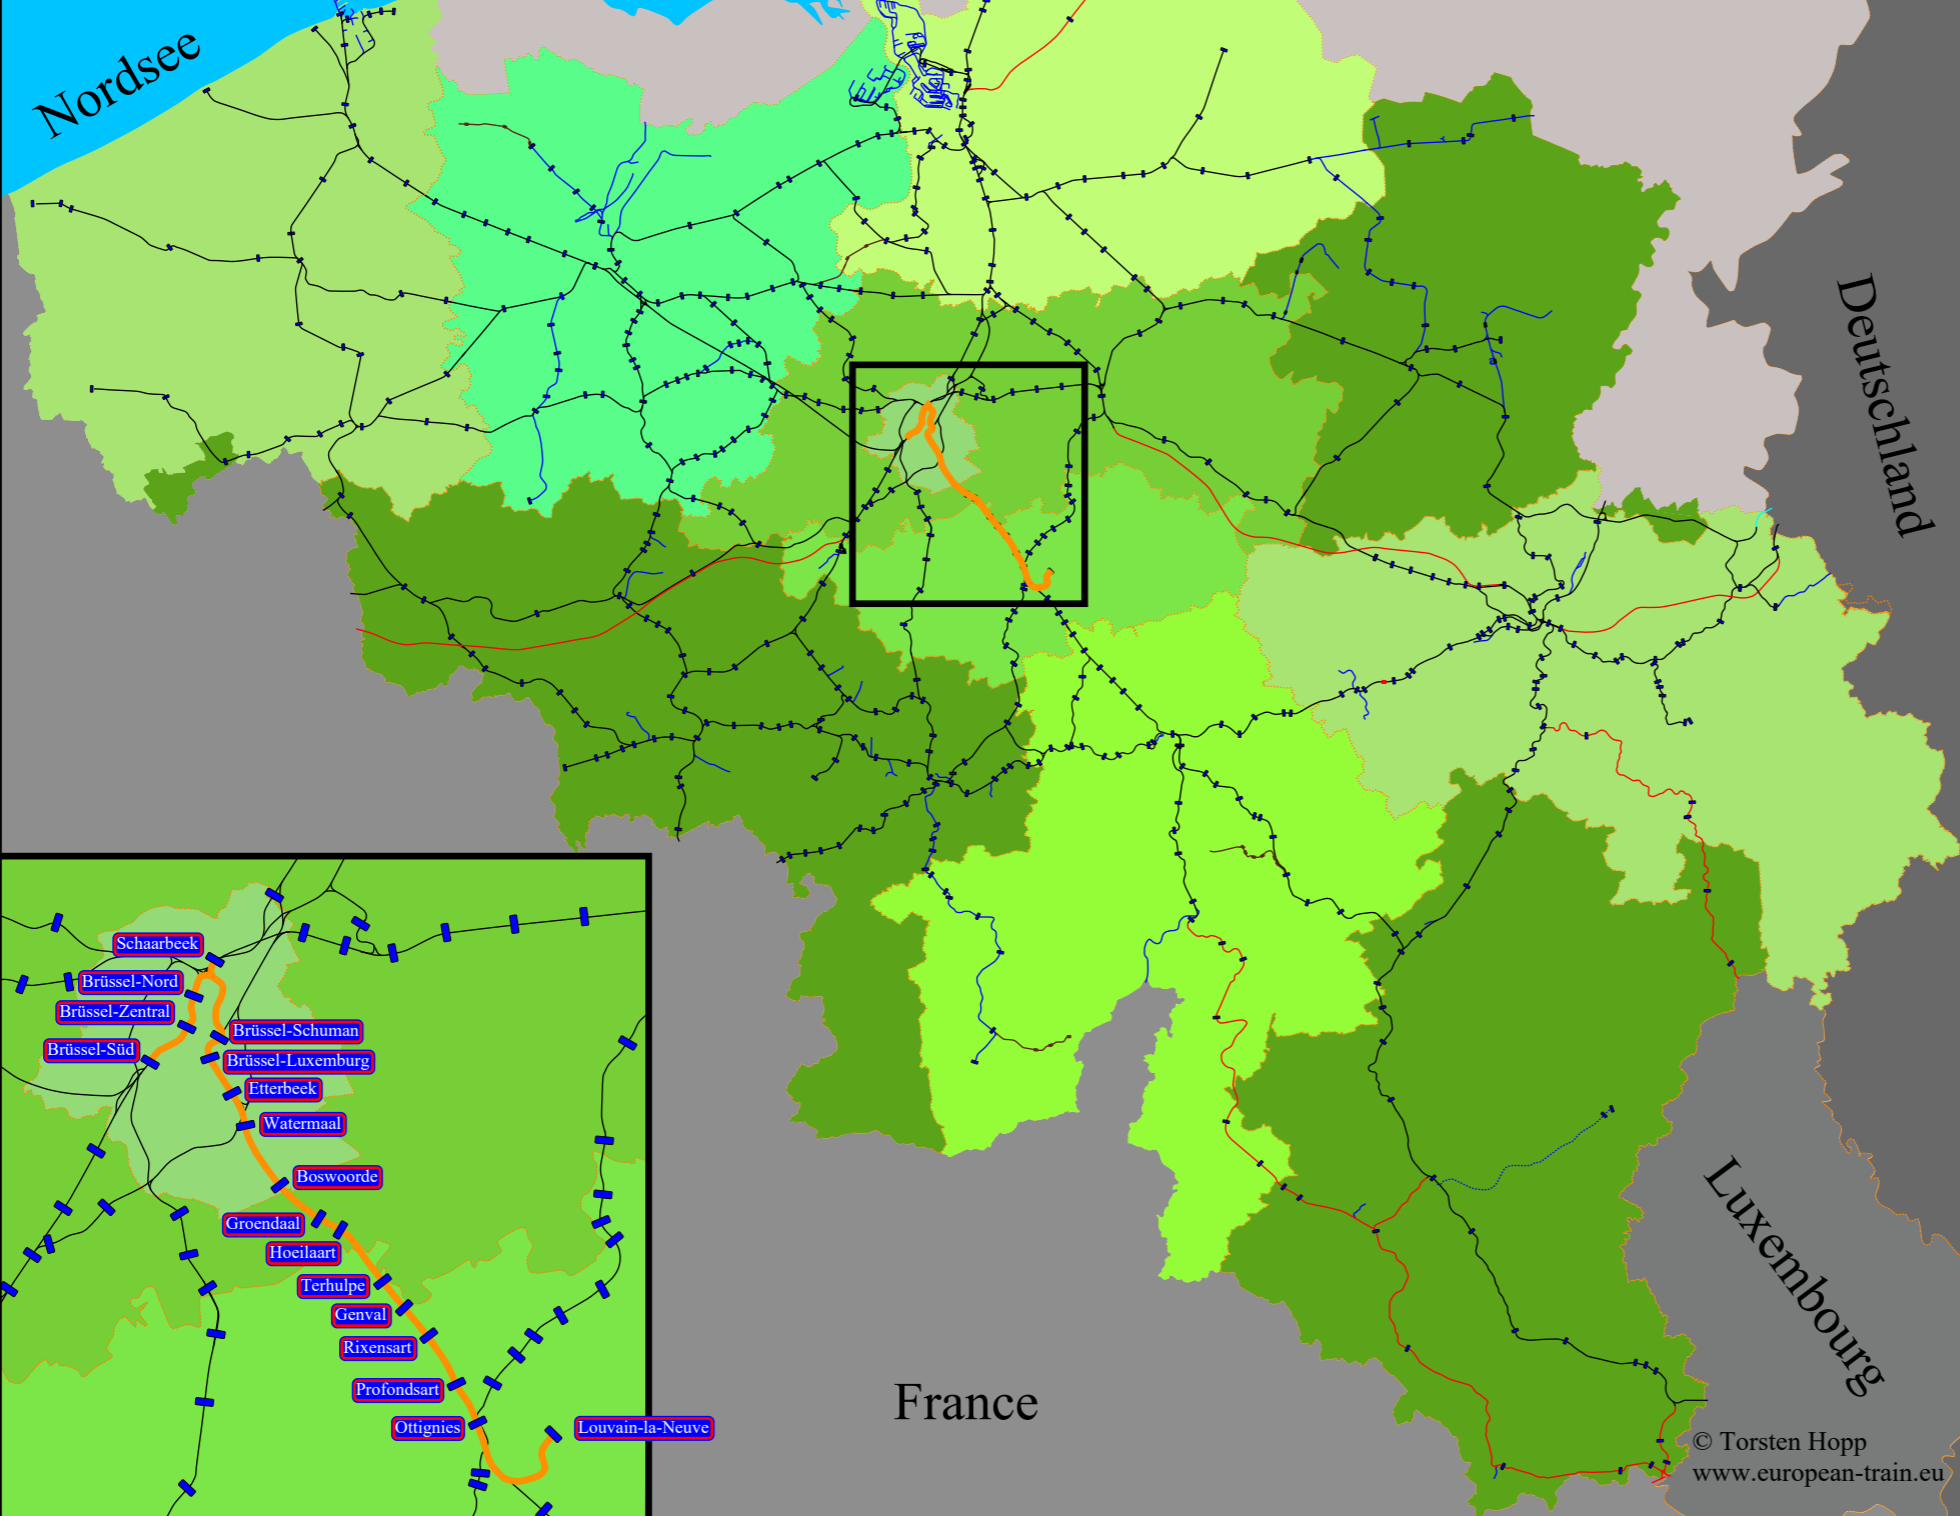 Nordsee
Deutschland
Schaarbeek
Brüssel-Nord
Brüssel-Zentral
Brüssel-Schuman
Brüssel-Süd
Brüssel-Luxemburg
Etterbeek
Watermaal
Boswoorde
Groendaal
Hoeilaart
Terhulpe
Genval
Rixensart
Profondsart
Ottignies
Louvain-la-Neuve
France
Luxembourg
© Torsten Hopp
www.european-train.eu